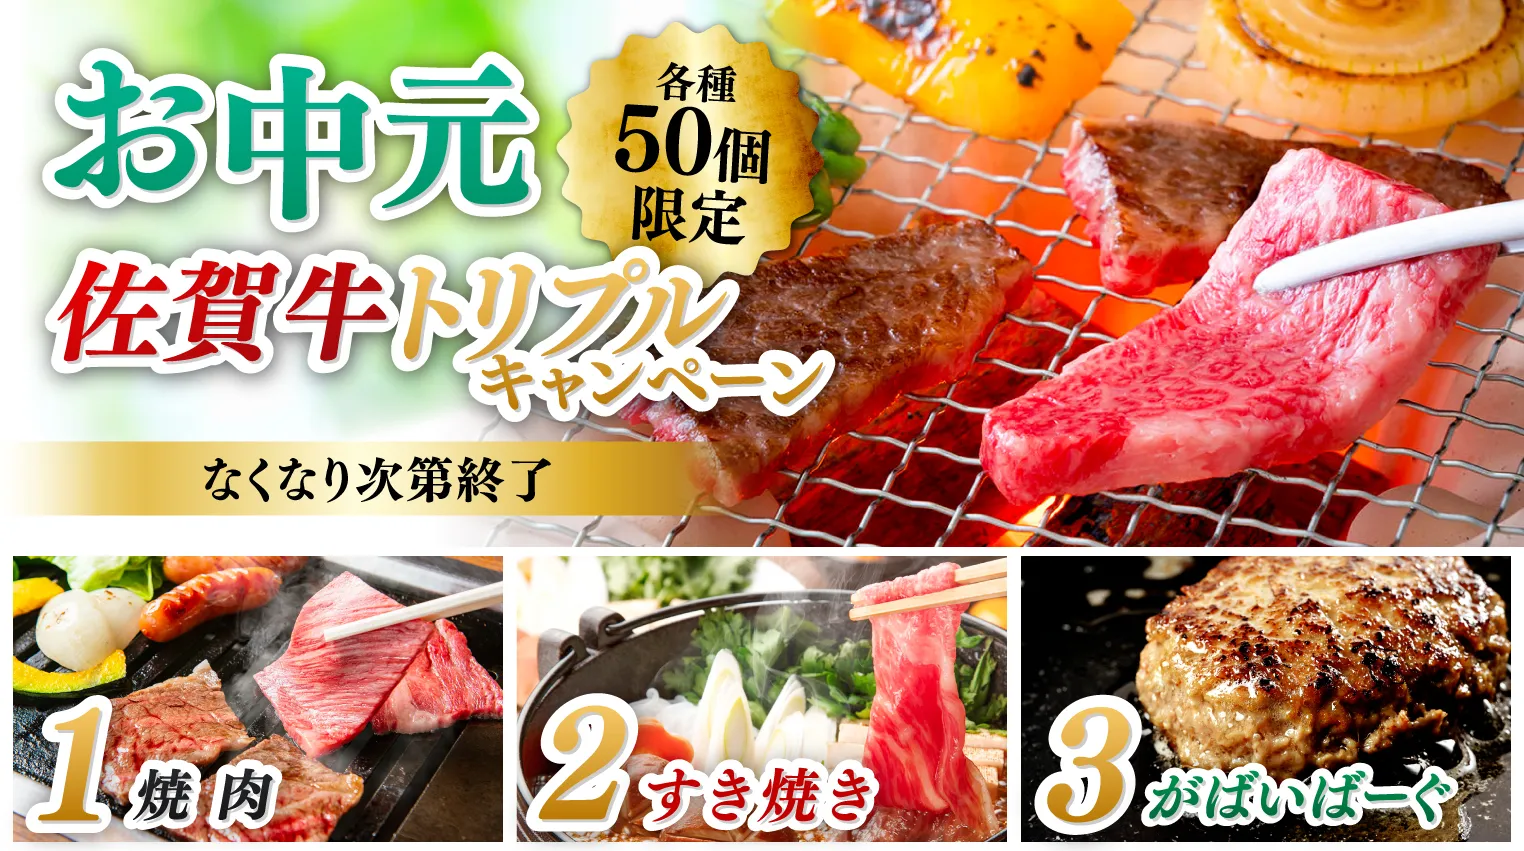 お中元
各種
50個
限定
佐賀牛トリプル
キャンペーン
なくなり次第終了
1 焼肉
2 すき焼き
3 がばいばーぐ